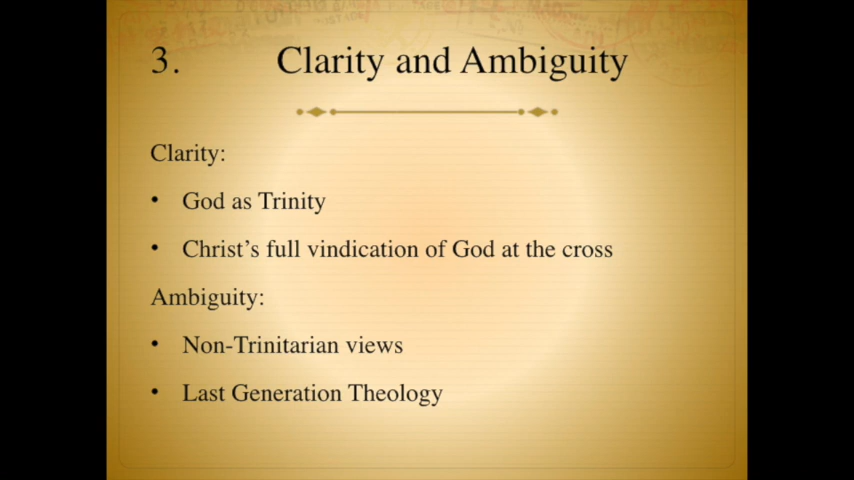 3. Clarity and Ambiguity
Clarity:
• God as Trinity
• Christ’s full vindication of God at the cross
Ambiguity:
• Non-Trinitarian views
• Last Generation Theology